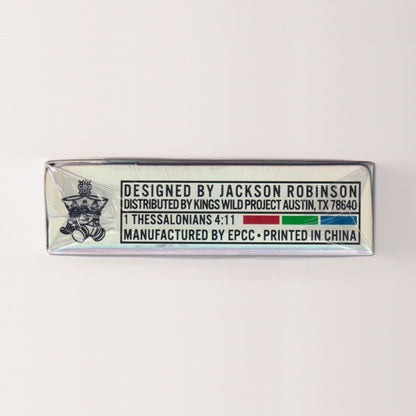 DESIGNED BY JACKSON ROBINSON
DISTRIBUTED BY KINGS WILD PROJECT AUSTIN, TX 78640
1 THESSALONIANS 4:11
MANUFACTURED BY EPCC • PRINTED IN CHINA